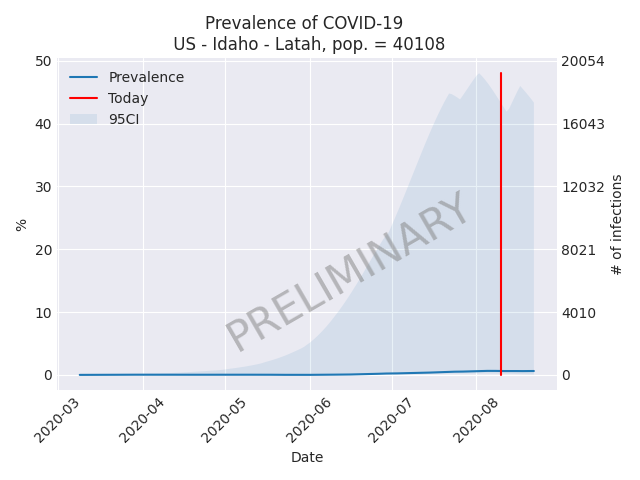 Prevalence of COVID-19
US - Idaho - Latah, pop. = 40108
50
40
30
20
10
0
%
Prevalence
Today
95CI
PRELIMINARY
20054
16043
12032
8021
4010
0
# of infections
2020-03
2020-04
2020-05
2020-06
2020-07
2020-08
Date